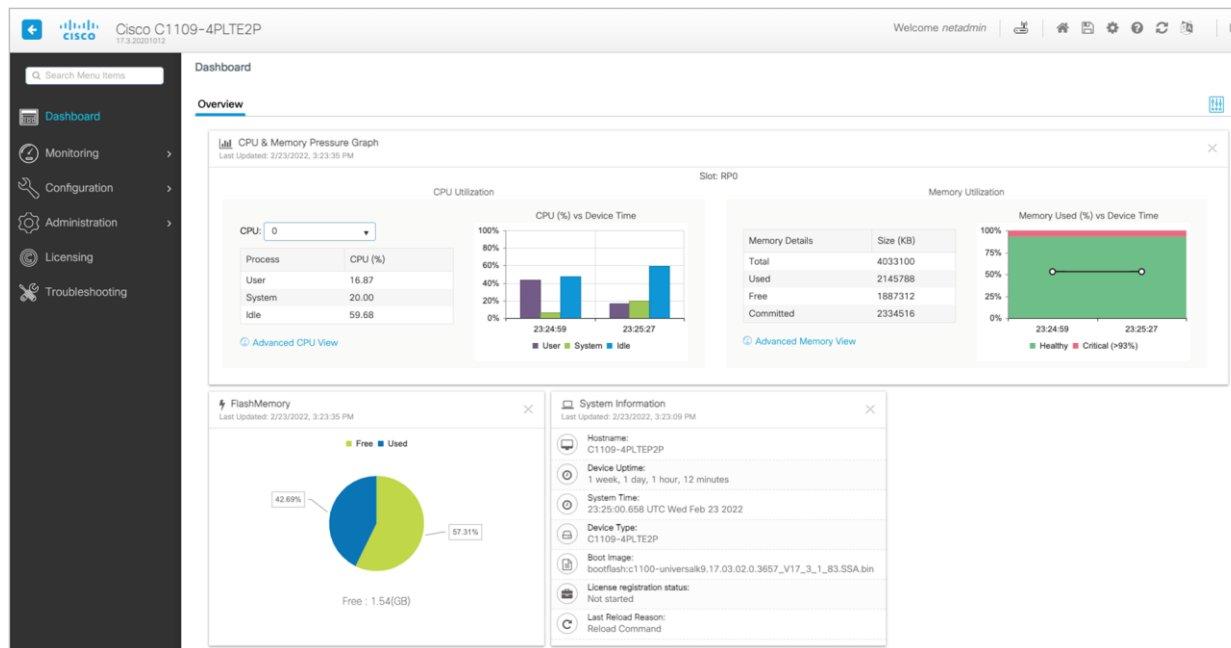 CISCO
Cisco C1109-4PLTE2P
17.3.20201012
Welcome netadmin
Search Menu Items
Dashboard
Monitoring
Configuration
Administration
Licensing
Troubleshooting
Dashboard
Overview
CPU & Memory Pressure Graph
Last Updated: 2/23/2022, 3:23:35 PM
Slot: RP0
CPU Utilization
CPU: 0
Process CPU (%)
User 16.87
System 20.00
Idle 59.68
Advanced CPU View
CPU (%) vs Device Time
100%
80%
60%
40%
20%
0%
23:24:59 23:25:27
User System Idle
Memory Utilization
Memory Details Size (KB)
Total 4033100
Used 2145788
Free 1887312
Committed 2334516
Advanced Memory View
Memory Used (%) vs Device Time
100%
75%
50%
25%
0%
23:24:59 23:25:27
Healthy Critical (>93%)
FlashMemory
Last Updated: 2/23/2022, 3:23:35 PM
Free Used
42.69%
57.31%
Free : 1.54(GB)
System Information
Last Updated: 2/23/2022, 3:23:09 PM
Hostname:
C1109-4PLTEP2P
Device Uptime:
1 week, 1 day, 1 hour, 12 minutes
System Time:
23:25:00.658 UTC Wed Feb 23 2022
Device Type:
C1109-4PLTE2P
Boot Image:
bootflash:c1100-universalk9.17.03.02.0.3657_V17_3_1_83.SSA.bin
License registration status:
Not started
Last Reload Reason:
Reload Command